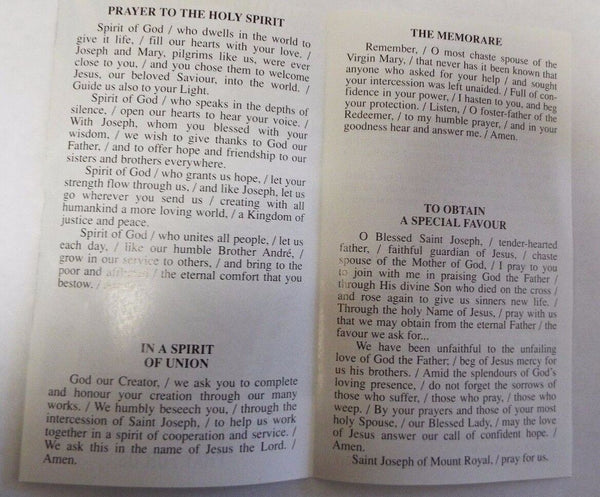 PRAYER TO THE HOLY SPIRIT
Spirit of God / who dwells in the world to
give it life, / fill our hearts with your love. /
Joseph and Mary, pilgrims like us, were ever
close to you, / and you chose them to welcome
Jesus, our beloved Saviour, into the world. /
Guide us also to your Light.
Spirit of God / who speaks in the depths of
silence, / open our hearts to hear your voice. /
With Joseph, whom you blessed with your
wisdom, / we wish to give thanks to God our
Father, / and to offer hope and friendship to our
sisters and brothers everywhere.
Spirit of God / who grants us hope, / let your
strength flow through us, / and like Joseph, let us
go wherever you send us / creating with all
humankind a more loving world, / a Kingdom of
justice and peace.
Spirit of God / who unites all people, / let us
each day, / like our humble Brother André, /
grow in our service to others, / and bring to the
poor and afflicted / the eternal comfort that you
bestow. /
IN A SPIRIT
OF UNION
God our Creator, / we ask you to complete
and honour your creation through our many
works. / We humbly beseech you, / through the
intercession of Saint Joseph, / to help us work
together in a spirit of cooperation and service. /
We ask this in the name of Jesus the Lord. /
Amen.
THE MEMORARE
Remember, / O most chaste spouse of the
Virgin Mary, / that never has it been known that
anyone who asked for your help / and sought
your intercession was left unaided. / Full of con-
fidence in your power, / I hasten to you, and beg
your protection. / Listen, / O foster-father of the
Redeemer, / to my humble prayer, / and in your
goodness hear and answer me. / Amen.
TO OBTAIN
A SPECIAL FAVOUR
O Blessed Saint Joseph, / tender-hearted
father, / faithful guardian of Jesus, / chaste
spouse of the Mother of God, / I pray to you
to join with me in praising God the Father /
through His divine Son who died on the cross /
and rose again to give us sinners new life. /
Through the holy Name of Jesus, / pray with us
that we may obtain from the eternal Father / the
favour we ask for...
We have been unfaithful to the unfailing
love of God the Father; / beg of Jesus mercy for
us his brothers. / Amid the splendours of God's
loving presence, / do not forget the sorrows of
those who suffer, / those who pray, / those who
weep. / By your prayers and those of your most
holy Spouse, / our Blessed Lady, / may the love
of Jesus answer our call of confident hope. /
Amen.
Saint Joseph of Mount Royal, / pray for us.